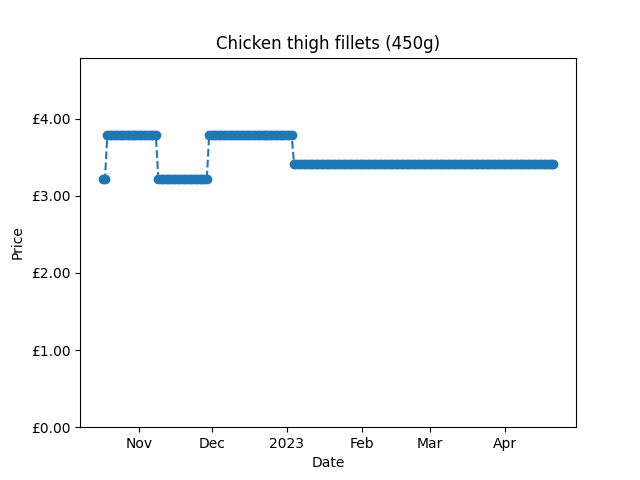 Chicken thigh fillets (450g)
£4.00
£3.00
£2.00
£1.00
£0.00
Price
Nov Dec 2023 Feb Mar Apr
Date